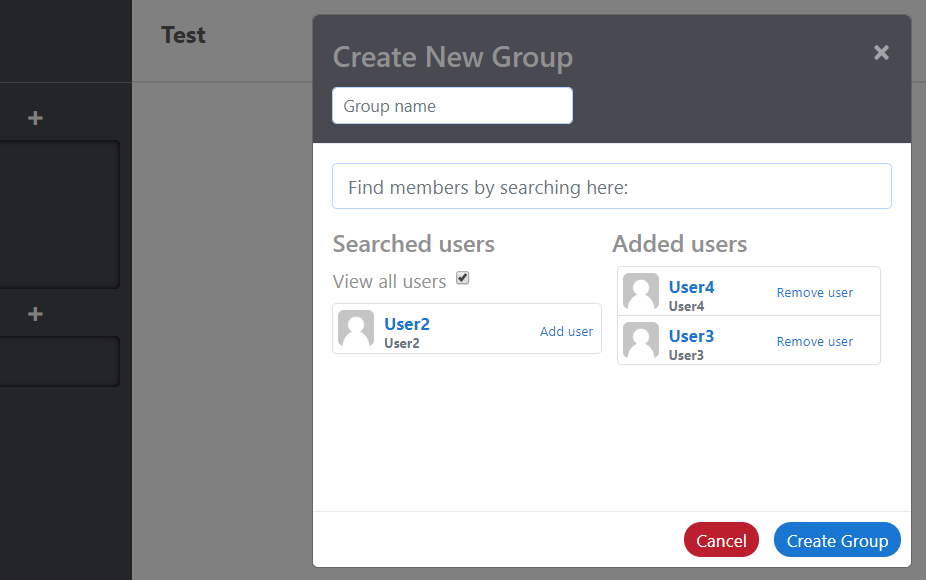 Test
+
+
Create New Group
×
Group name
Find members by searching here:
Searched users
View all users
User2
User2
Add user
Added users
User4
User4
Remove user
User3
User3
Remove user
Cancel
Create Group